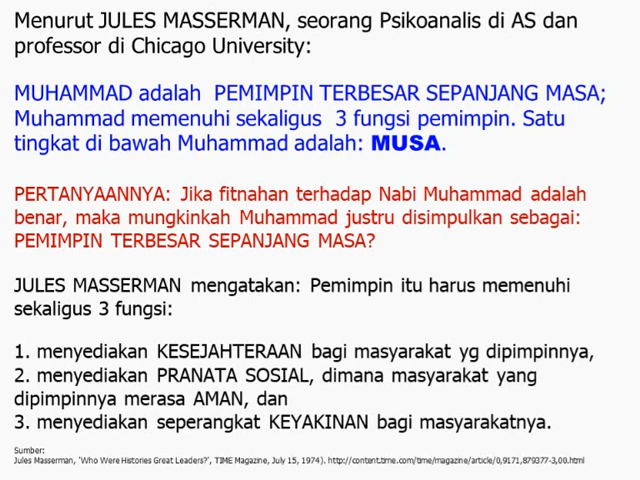 Menurut JULES MASSERMAN, seorang Psikoanalis di AS dan
professor di Chicago University:
MUHAMMAD adalah PEMIMPIN TERBESAR SEPANJANG MASA;
Muhammad memenuhi sekaligus 3 fungsi pemimpin. Satu
tingkat di bawah Muhammad adalah: MUSA.
PERTANYAANNYA: Jika fitnahan terhadap Nabi Muhammad adalah
benar, maka mungkinkah Muhammad justru disimpulkan sebagai:
PEMIMPIN TERBESAR SEPANJANG MASA?
JULES MASSERMAN mengatakan: Pemimpin itu harus memenuhi
sekaligus 3 fungsi:
1. menyediakan KESEJAHTERAAN bagi masyarakat yg dipimpinnya,
2. menyediakan PRANATA SOSIAL, dimana masyarakat yang
dipimpinnya merasa AMAN, dan
3. menyediakan seperangkat KEYAKINAN bagi masyarakatnya.
Sumber:
Jules Masserman, 'Who Were Histories Great Leaders?', TIME Magazine, July 15, 1974). http://content.time.com/time/magazine/article/0,9171,879377-3,00.html